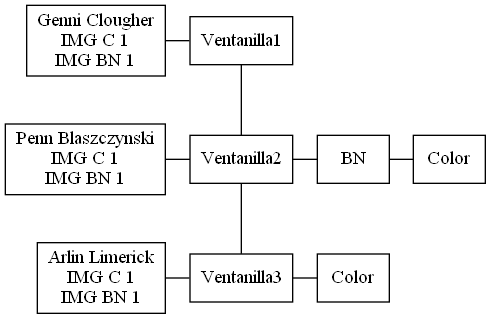 Genni Clougher
IMG C 1
IMG BN 1
Ventanilla1
Penn Blaszczynski
IMG C 1
IMG BN 1
Ventanilla2
BN
Color
Arlin Limerick
IMG C 1
IMG BN 1
Ventanilla3
Color